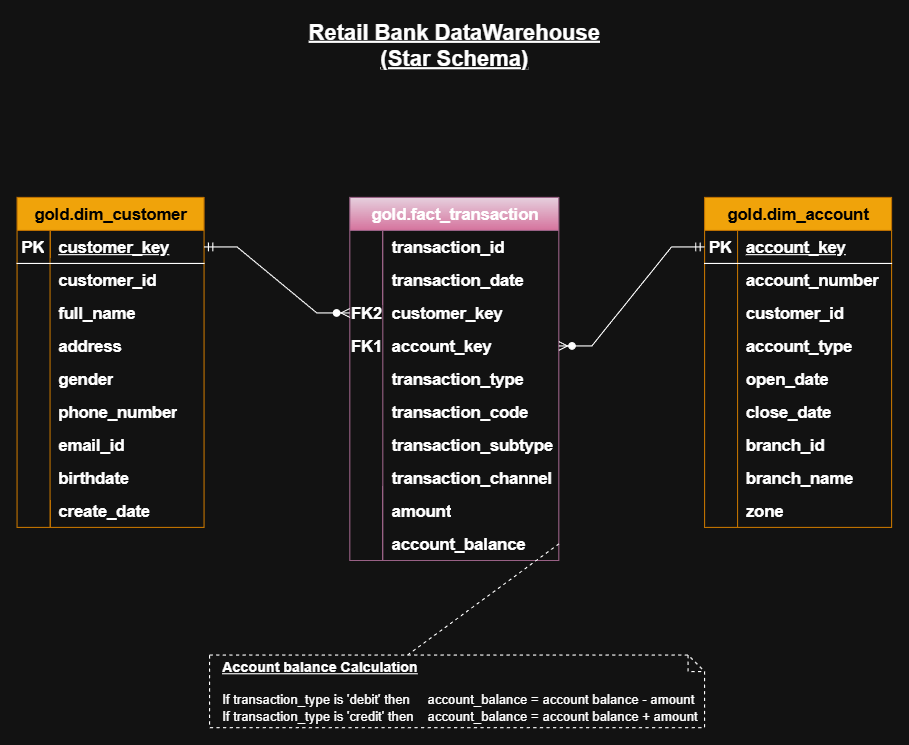 Retail Bank DataWarehouse
(Star Schema)
gold.dim_customer
PK customer_key
customer_id
full_name
address
gender
phone_number
email_id
birthdate
create_date
gold.fact_transaction
transaction_id
transaction_date
FK2 customer_key
FK1 account_key
transaction_type
transaction_code
transaction_subtype
transaction_channel
amount
account_balance
gold.dim_account
PK account_key
account_number
customer_id
account_type
open_date
close_date
branch_id
branch_name
zone
Account balance Calculation
If transaction_type is 'debit' then account_balance = account balance - amount
If transaction_type is 'credit' then account_balance = account balance + amount